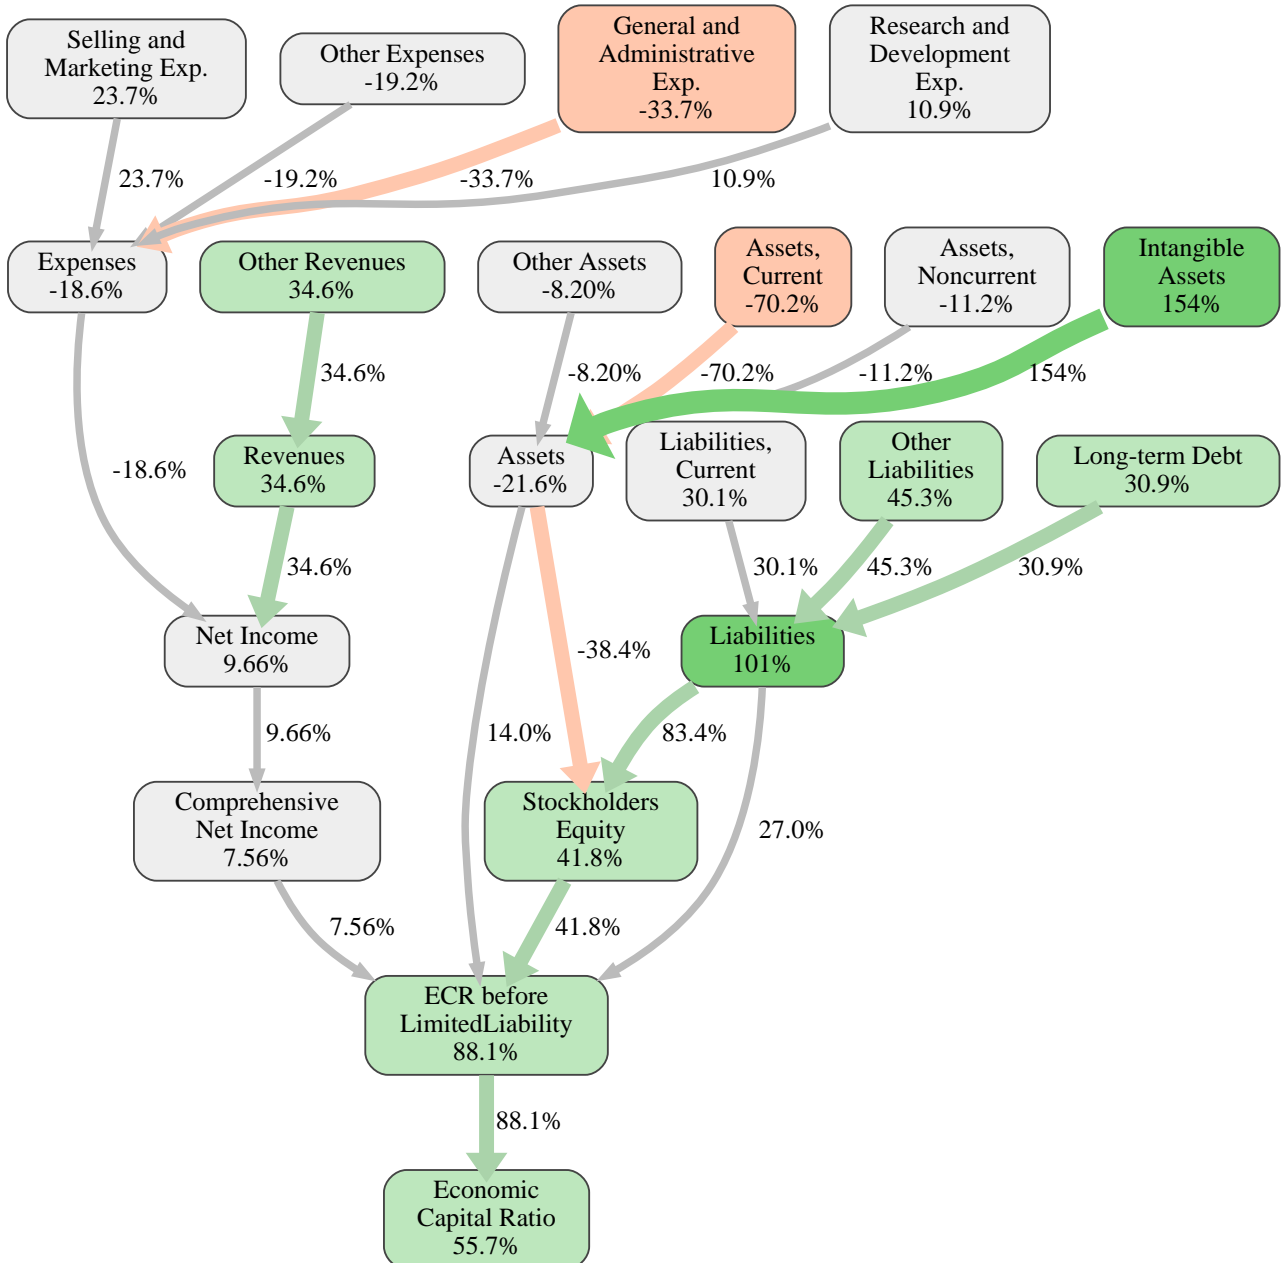 Selling and
Marketing Exp.
23.7%
Other Expenses
-19.2%
General and
Administrative
Exp.
-33.7%
Research and
Development
Exp.
10.9%
23.7%
-19.2%
-33.7%
10.9%
Expenses
-18.6%
Other Revenues
34.6%
Other Assets
-8.20%
Assets,
Current
-70.2%
Assets,
Noncurrent
-11.2%
Intangible
Assets
154%
34.6%
-8.20%
-70.2%
-11.2%
154%
-18.6%
Revenues
34.6%
Assets
-21.6%
Liabilities,
Current
30.1%
Other
Liabilities
45.3%
Long-term Debt
30.9%
34.6%
30.1%
45.3%
30.9%
Net Income
9.66%
-38.4%
Liabilities
101%
9.66%
14.0%
83.4%
Comprehensive
Net Income
7.56%
Stockholders
Equity
41.8%
27.0%
7.56%
41.8%
ECR before
LimitedLiability
88.1%
88.1%
Economic
Capital Ratio
55.7%